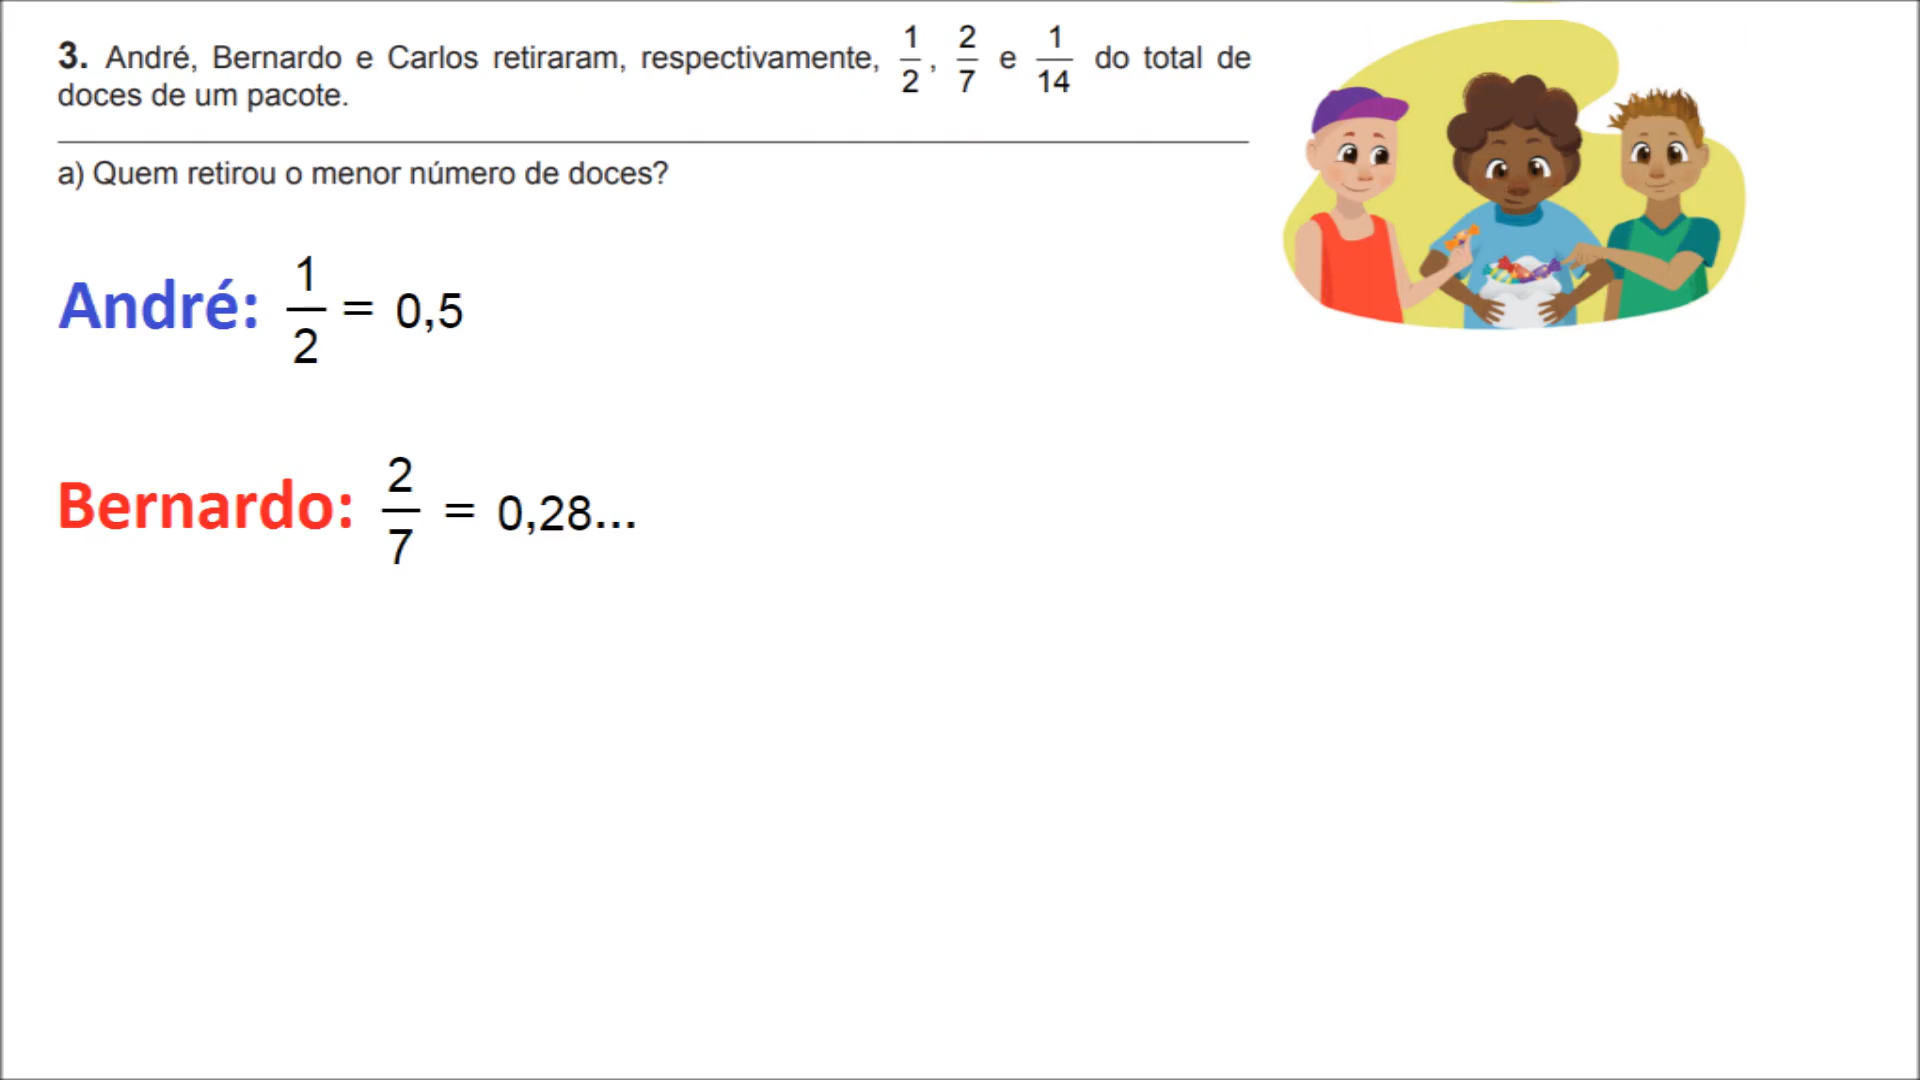 3. André, Bernardo e Carlos retiraram, respectivamente, 1/2, 2/7 e 1/14 do total de
doces de um pacote.
a) Quem retirou o menor número de doces?
André: 1/2 = 0,5
Bernardo: 2/7 = 0,28...